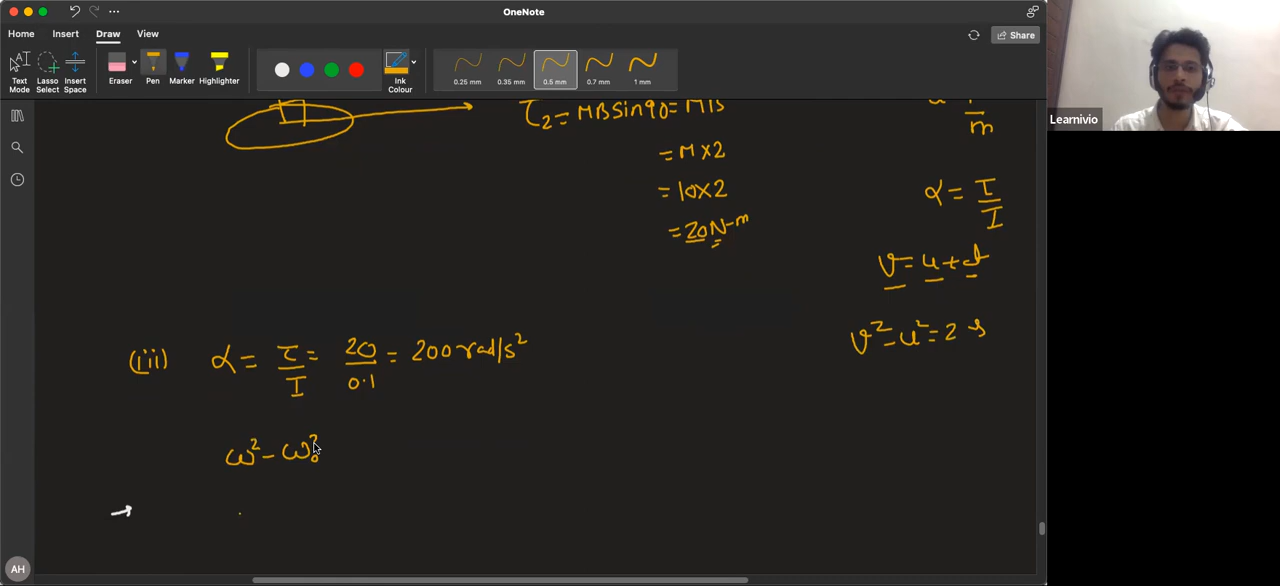 OneNote
Home Insert Draw View
Share
Text Mode
Lasso Select
Insert Space
Eraser
Pen
Marker
Highlighter
Ink Colour
0.25 mm
0.35 mm
0.5 mm
0.7 mm
1 mm
Learnivio
τ₂ = MB sin 90 = MB
= M × 2
= 10 × 2
= 20 N-m
m
α = τ/I
v = u + at
v² - u² = 2 s
(iii) α = τ/I = 20/0.1 = 200 rad/s²
ω² - ω₀²
→
AH